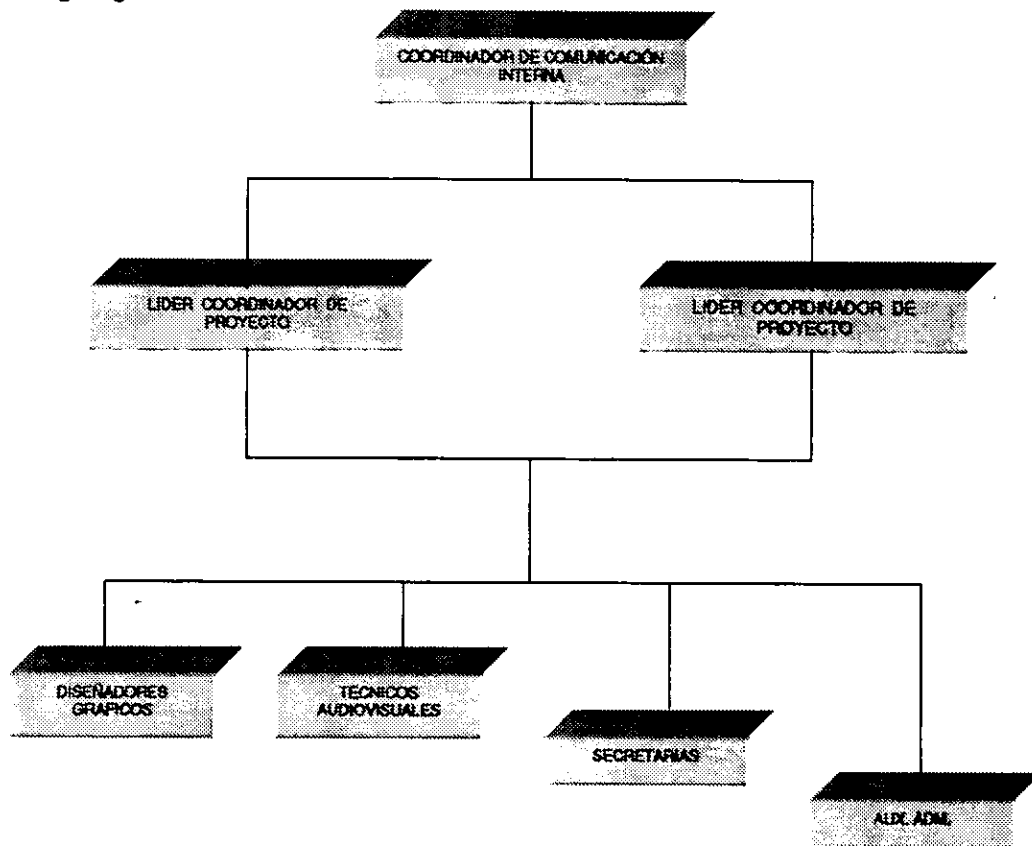 COORDINADOR DE COMUNICACIÓN
INTERNA
LIDER COORDINADOR DE
PROYECTO
LIDER COORDINADOR DE
PROYECTO
DISEÑADORES
GRAFICOS
TECNICOS
AUDIOVISUALES
SECRETARIAS
AUX. ADM.